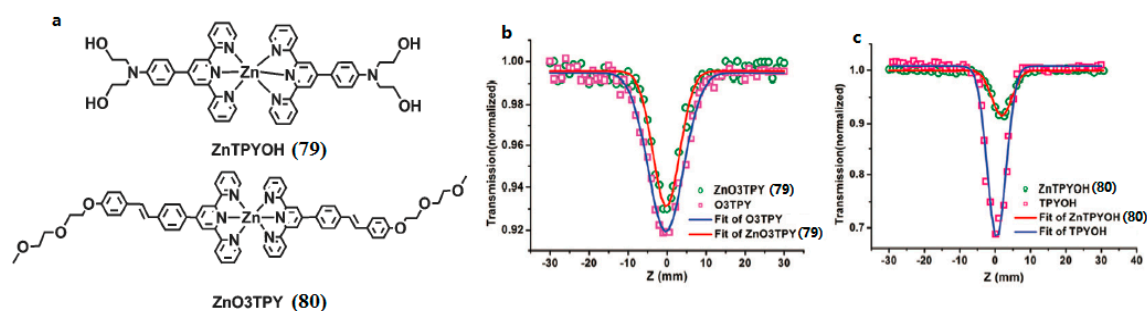 a
HO
OH
N
N
N
N
Zn
N
N
N
N
HO
OH
ZnTPYOH (79)
O
O
O
N
N
N
Zn
N
N
N
O
O
O
ZnO3TPY (80)
b
Transmission(normalized)
1.00
0.98
0.96
0.94
0.92
ZnO3TPY (79)
O3TPY
Fit of O3TPY
Fit of ZnO3TPY (79)
-30 -20 -10 0 10 20 30
Z (mm)
c
Transmission(normalized)
1.0
0.9
0.8
0.7
ZnTPYOH (80)
TPYOH
Fit of ZnTPYOH (80)
Fit of TPYOH
-30 -20 -10 0 10 20 30
Z (mm)